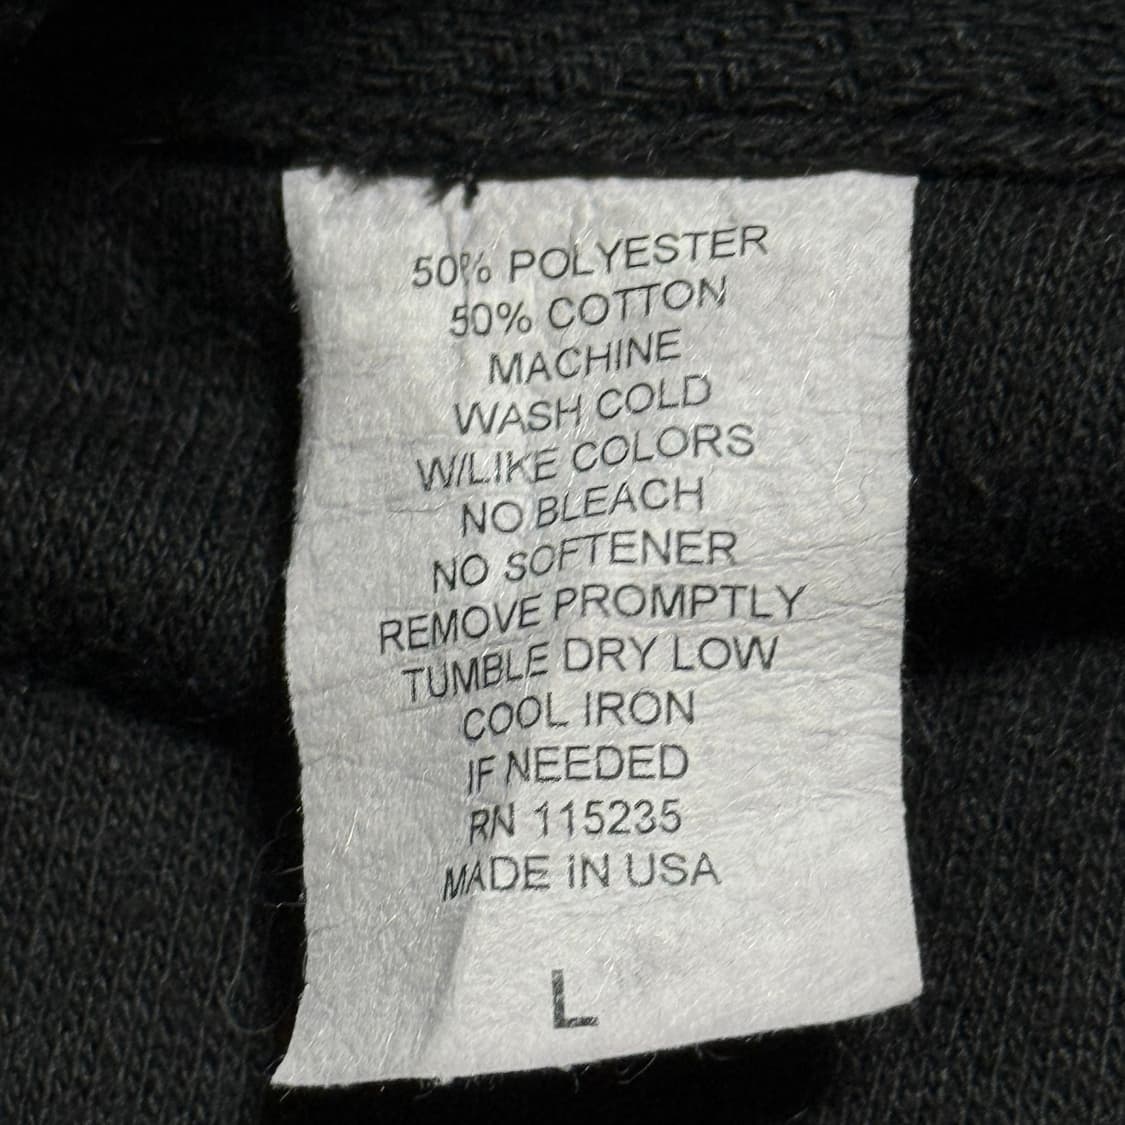 50% POLYESTER
50% COTTON
MACHINE
WASH COLD
W/LIKE COLORS
NO BLEACH
NO SOFTENER
REMOVE PROMPTLY
TUMBLE DRY LOW
COOL IRON
IF NEEDED
RN 115235
MADE IN USA
L